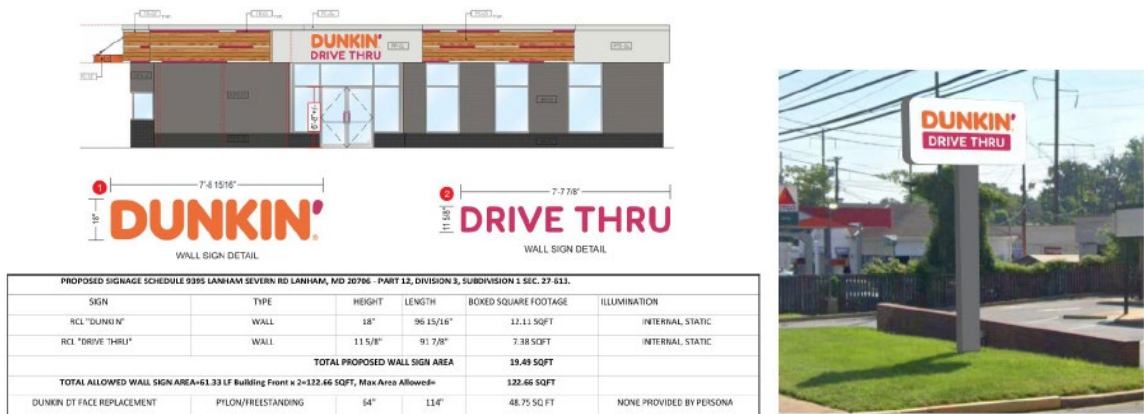 DUNKIN'
DRIVE THRU
1
7'-8 15/16"
18"
DUNKIN'
WALL SIGN DETAIL
2
7'-7 7/8"
11 5/8"
DRIVE THRU
WALL SIGN DETAIL
DUNKIN'
DRIVE THRU
PROPOSED SIGNAGE SCHEDULE 9395 LANHAM SEVERN RD LANHAM, MD 20706 - PART 12, DIVISION 3, SUBDIVISION 1 SEC. 27-613.
SIGN TYPE HEIGHT LENGTH BOXED SQUARE FOOTAGE ILLUMINATION
RCL "DUNKIN" WALL 18" 96 15/16" 12.11 SQFT INTERNAL, STATIC
RCL "DRIVE THRU" WALL 11 5/8" 91 7/8" 7.38 SQFT INTERNAL, STATIC
TOTAL PROPOSED WALL SIGN AREA 19.49 SQFT
TOTAL ALLOWED WALL SIGN AREA=61.33 LF Building Front x 2=122.66 SQFT, Max Area Allowed= 122.66 SQFT
DUNKIN DT FACE REPLACEMENT PYLON/FREESTANDING 64" 114" 48.75 SQ FT NONE PROVIDED BY PERSONA